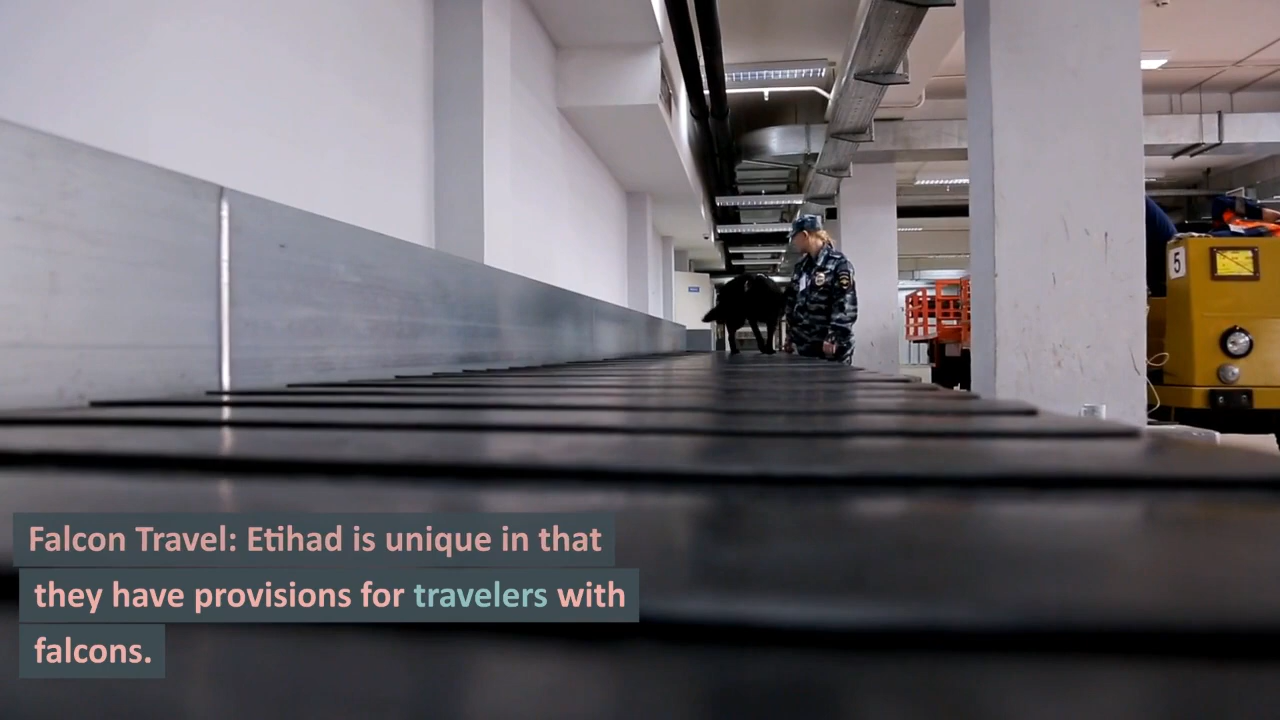 5
Falcon Travel: Etihad is unique in that
they have provisions for travelers with
falcons.